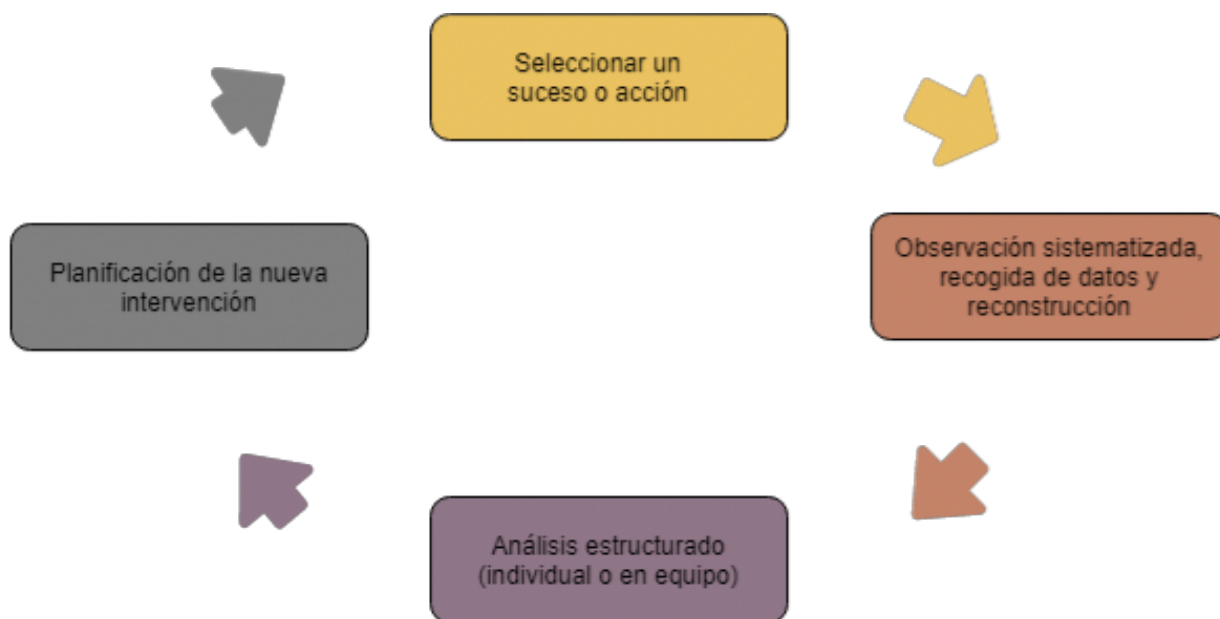 Seleccionar un
suceso o acción
Observación sistematizada,
recogida de datos y
reconstrucción
Análisis estructurado
(individual o en equipo)
Planificación de la nueva
intervención